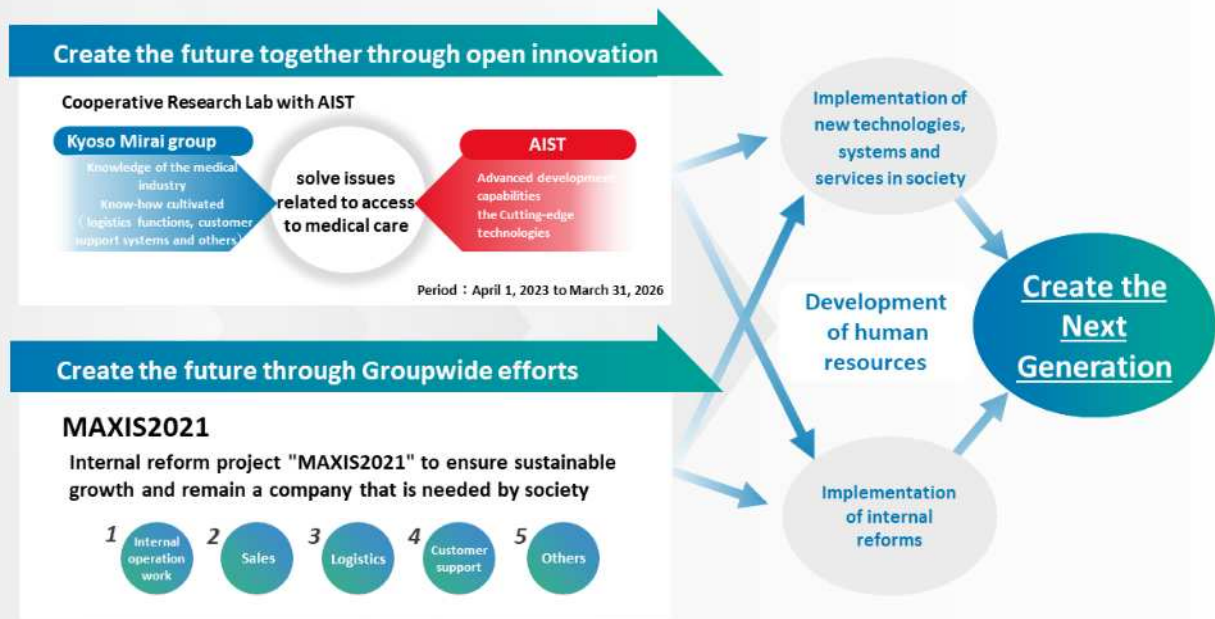 Create the future together through open innovation
Cooperative Research Lab with AIST
Kyoso Mirai group
Knowledge of the medical
industry
Know-how cultivated
（logistics functions, customer
support systems and others）
solve issues
related to access
to medical care
AIST
Advanced development
capabilities
the Cutting-edge
technologies
Period：April 1, 2023 to March 31, 2026
Create the future through Groupwide efforts
MAXIS2021
Internal reform project "MAXIS2021" to ensure sustainable
growth and remain a company that is needed by society
1 Internal
operation
work
2 Sales
3 Logistics
4 Customer
support
5 Others
Implementation of
new technologies,
systems and
services in society
Development
of human
resources
Implementation
of internal
reforms
Create the
Next
Generation